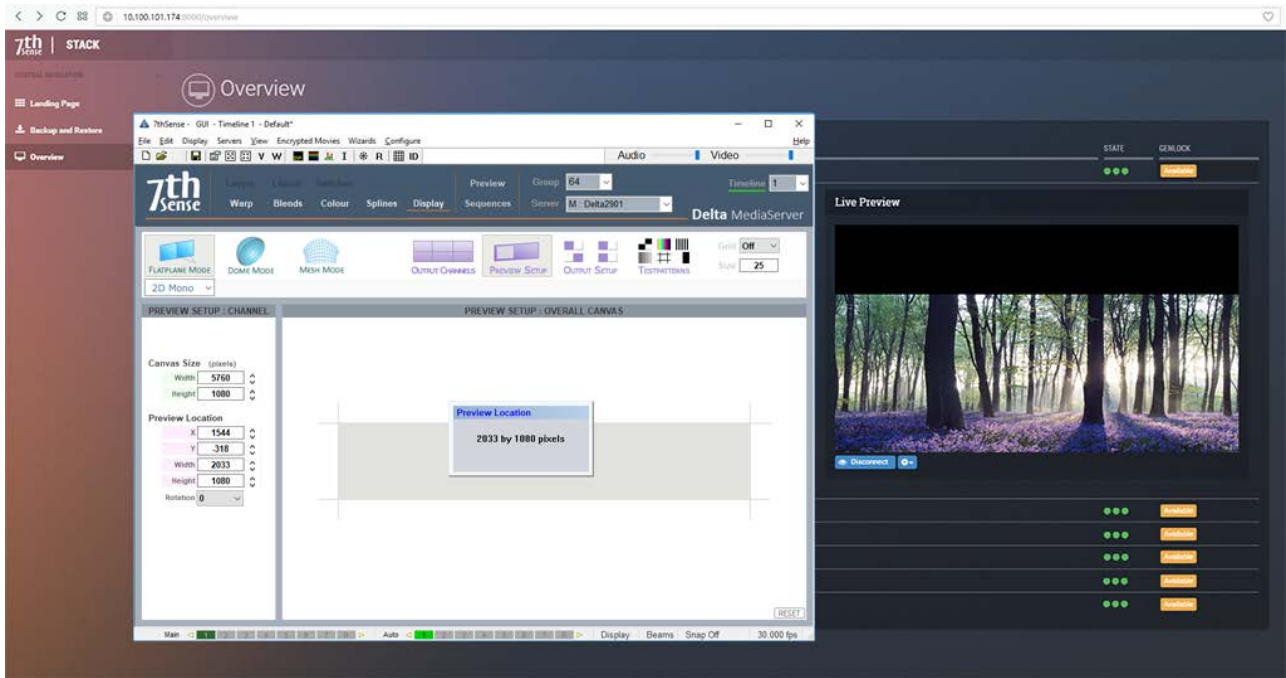 10.100.101.174:8000/overview
7th Sense | STACK
Landing Page
Backup and Restore
Overview
Overview
STATE GENLOCK
Available
Live Preview
Disconnect
Available
Available
Available
Available
Available
7thSense - GUI - Timeline 1 - Default*
File Edit Display Servers View Encrypted Movies Wizards Configure Help
V W I R ID Audio Video
7th Sense
Preview Group 64 Timeline 1
Warp Blends Colour Splines Display Sequences Server M : Delta2901
Delta MediaServer
FLATPLANE MODE DOME MODE MESH MODE OUTPUT CHANNELS PREVIEW SETUP OUTPUT SETUP TESTPATTERNS
Grid Off
Size 25
2D Mono
PREVIEW SETUP : CHANNEL PREVIEW SETUP : OVERALL CANVAS
Canvas Size (pixels)
Width 5760
Height 1080
Preview Location
X 1544
Y -318
Width 2033
Height 1080
Rotation 0
Preview Location
2033 by 1080 pixels
RESET
Main 1 Auto 1 Display Beams Snap Off 30.000 fps